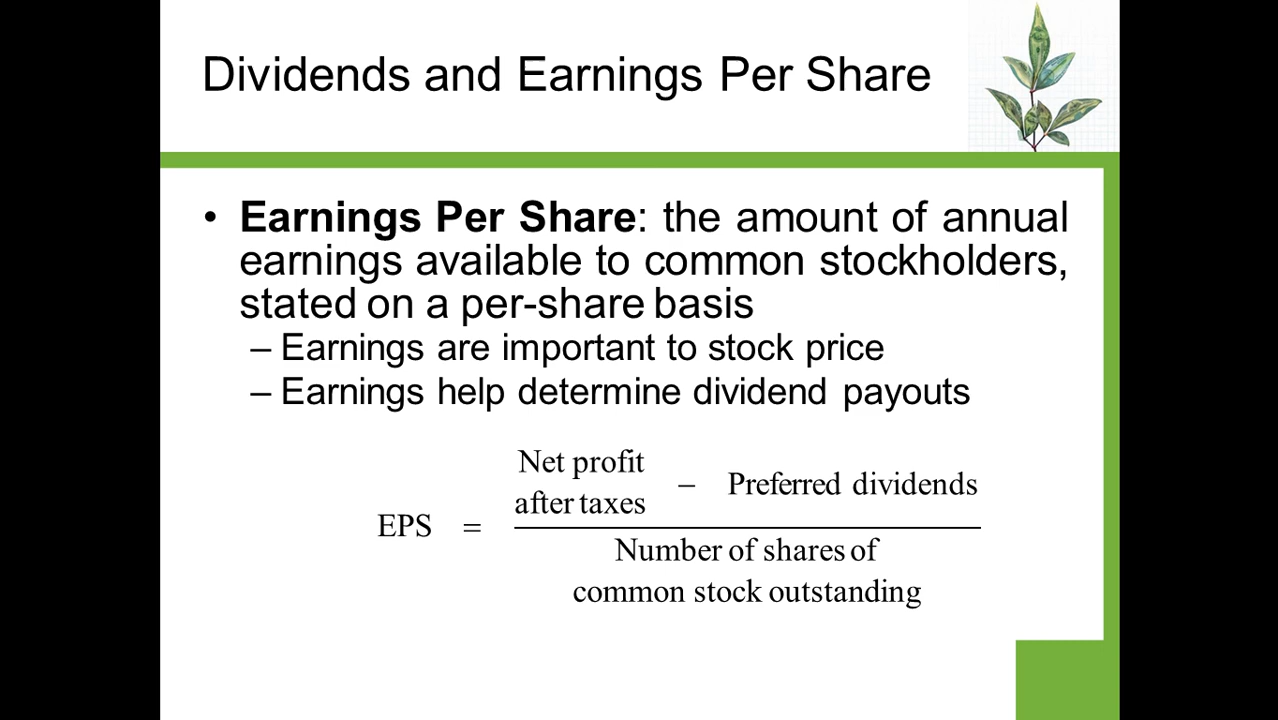 Dividends and Earnings Per Share
• Earnings Per Share: the amount of annual
earnings available to common stockholders,
stated on a per-share basis
– Earnings are important to stock price
– Earnings help determine dividend payouts
Net profit
after taxes – Preferred dividends
EPS =
Number of shares of
common stock outstanding